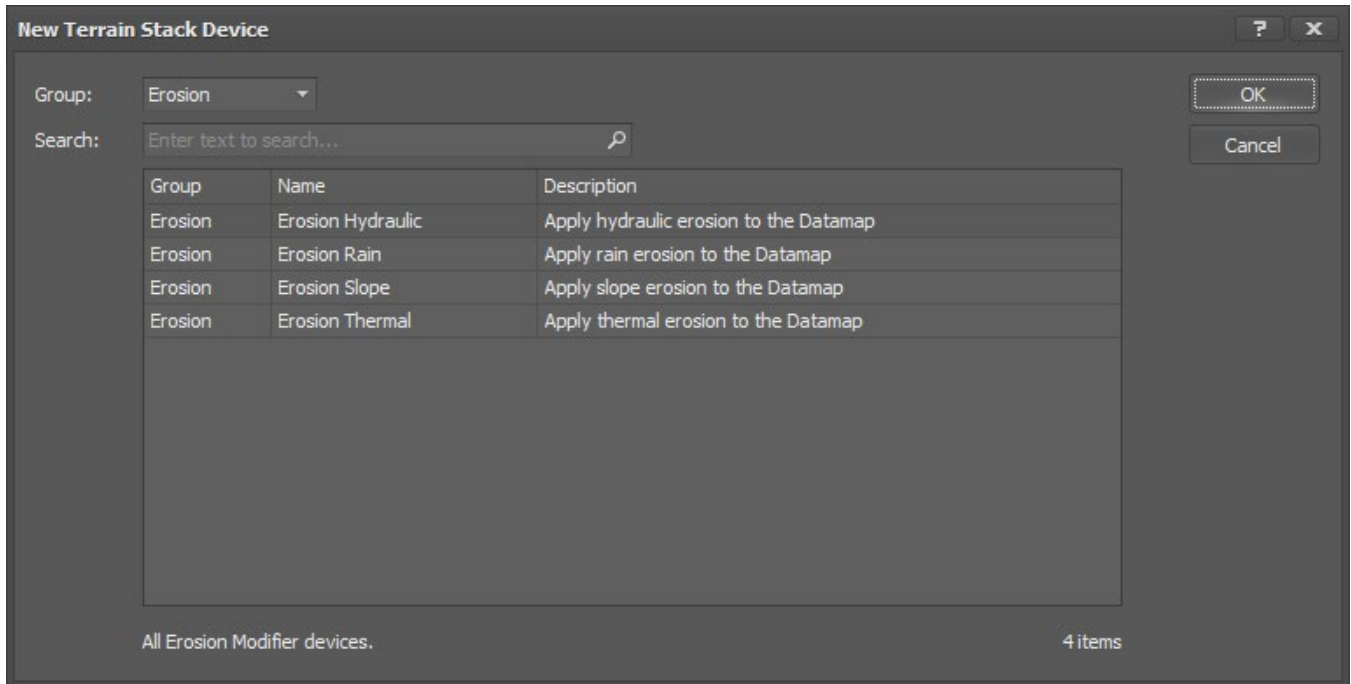 New Terrain Stack Device ? x
Group: Erosion OK
Search: Enter text to search... Cancel
Group Name Description
Erosion Erosion Hydraulic Apply hydraulic erosion to the Datamap
Erosion Erosion Rain Apply rain erosion to the Datamap
Erosion Erosion Slope Apply slope erosion to the Datamap
Erosion Erosion Thermal Apply thermal erosion to the Datamap
All Erosion Modifier devices. 4 items